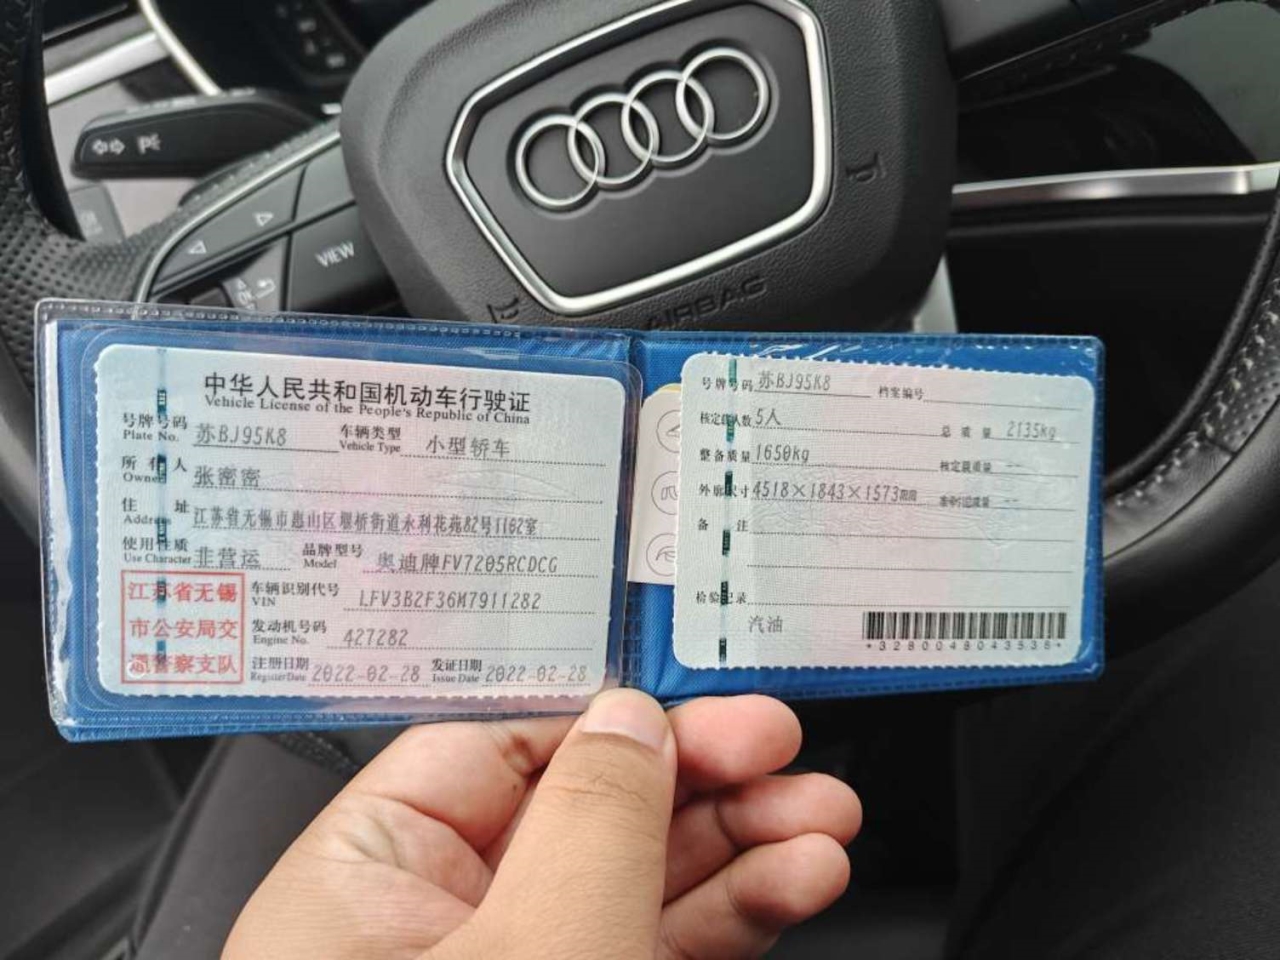 VIEW
AIRBAG
中华人民共和国机动车行驶证
Vehicle License of the People's Republic of China
号牌号码 苏BJ95K8 车辆类型 小型轿车
Plate No. Vehicle Type
所有人 张密密
Owner
住址 江苏省无锡市惠山区堰桥街道永利花苑82号1102室
Address
使用性质 非营运 品牌型号 奥迪牌FV7205RCDCG
Use Character Model
江苏省无锡
市公安局交
通警察支队
车辆识别代号 LFV3B2F36M7911282
VIN
发动机号码 427282
Engine No.
注册日期 2022-02-28 发证日期 2022-02-28
Register Date Issue Date
号牌号码 苏BJ95K8 档案编号
核定载人数 5人 总质量 2135kg
整备质量 1650kg 核定载质量 --
外廓尺寸 4518×1843×1573mm 准牵引总质量 --
备注
检验记录
汽油
*3280048043536*